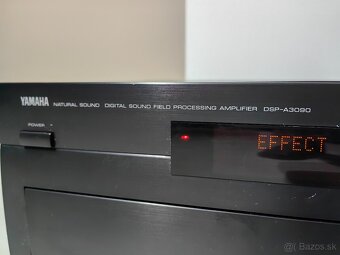 YAMAHA NATURAL SOUND DIGITAL SOUND FIELD PROCESSING AMPLIFIER DSP-A3090
POWER
EFFECT
Bazos.sk